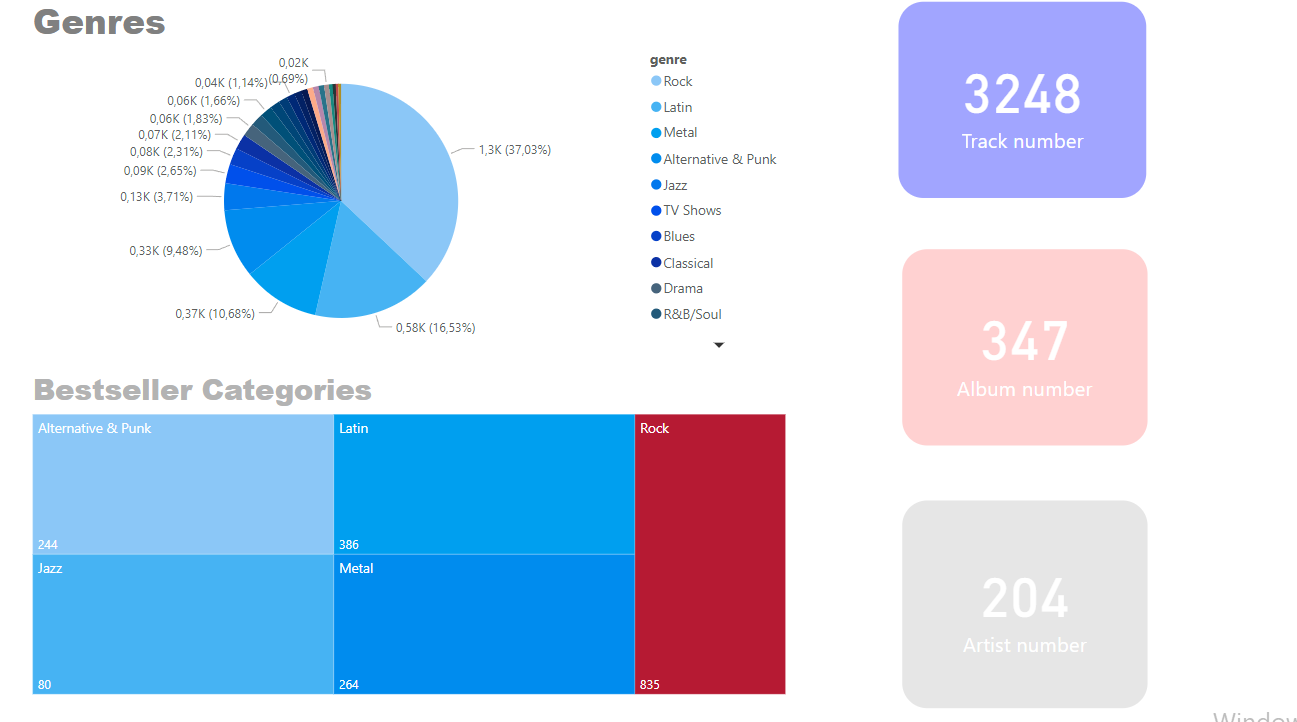 Genres
0,02K
(0,69%)
0,04K (1,14%)
0,06K (1,66%)
0,06K (1,83%)
0,07K (2,11%)
0,08K (2,31%)
0,09K (2,65%)
0,13K (3,71%)
0,33K (9,48%)
0,37K (10,68%)
0,58K (16,53%)
1,3K (37,03%)
genre
Rock
Latin
Metal
Alternative & Punk
Jazz
TV Shows
Blues
Classical
Drama
R&B/Soul
Bestseller Categories
Alternative & Punk
244
Latin
386
Rock
835
Jazz
80
Metal
264
3248
Track number
347
Album number
204
Artist number